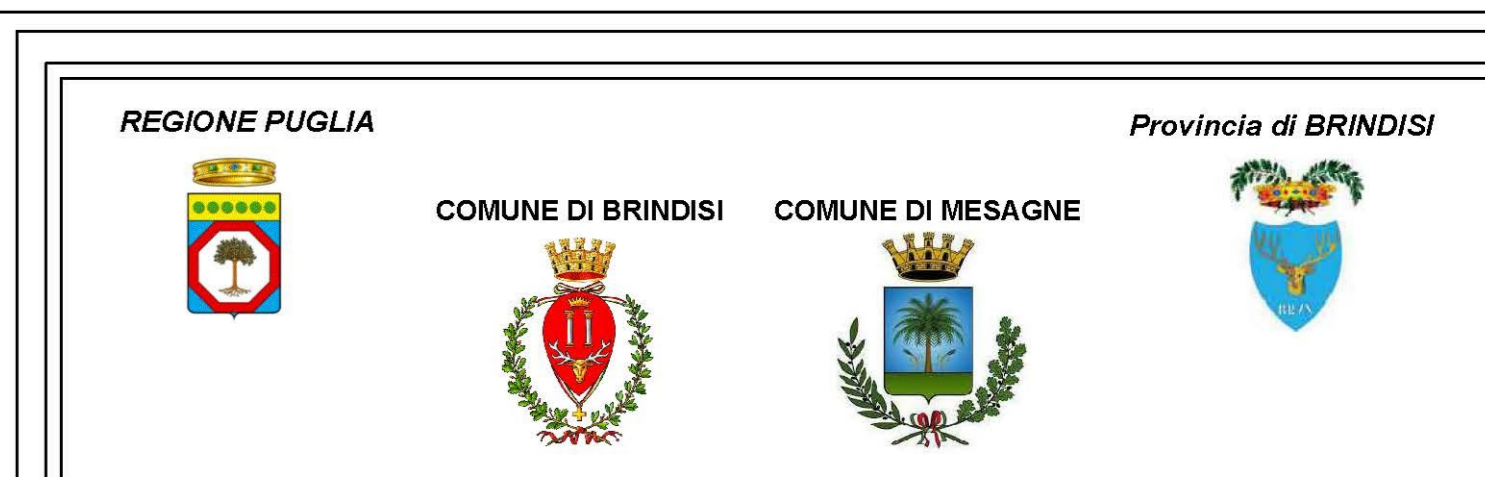 REGIONE PUGLIA
Provincia di BRINDISI
COMUNE DI BRINDISI
COMUNE DI MESAGNE